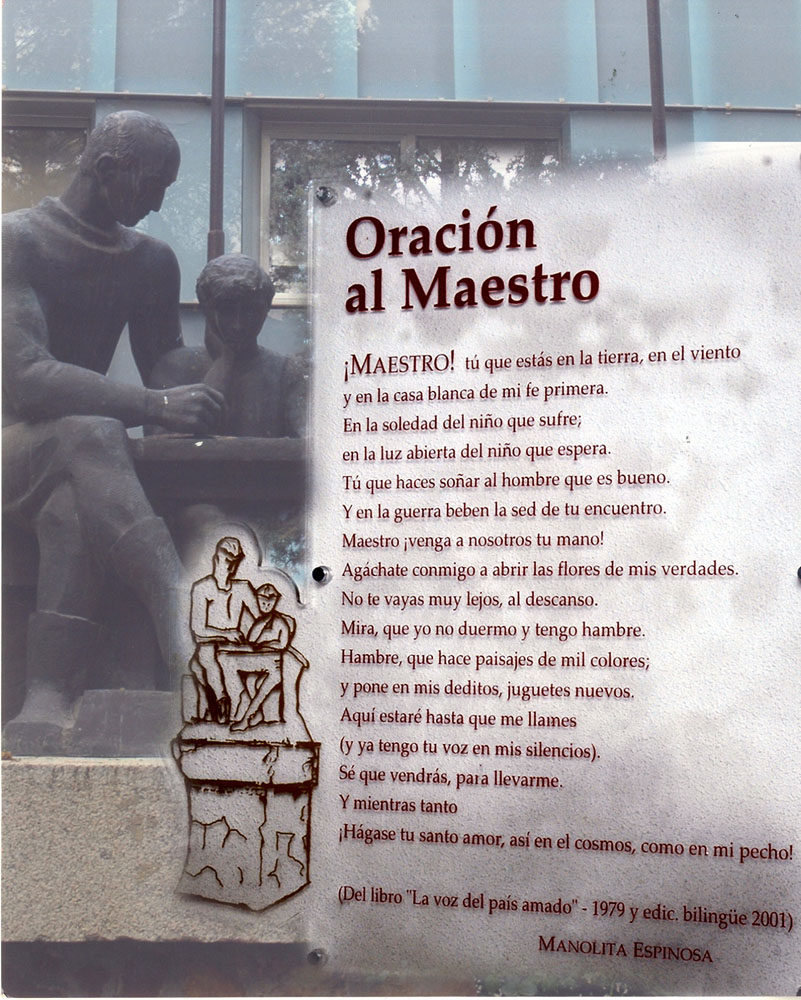 Oración
al Maestro
¡MAESTRO! tú que estás en la tierra, en el viento
y en la casa blanca de mi fe primera.
En la soledad del niño que sufre;
en la luz abierta del niño que espera.
Tú que haces soñar al hombre que es bueno.
Y en la guerra beben la sed de tu encuentro.
Maestro ¡venga a nosotros tu mano!
Agáchate conmigo a abrir las flores de mis verdades.
No te vayas muy lejos, al descanso.
Mira, que yo no duermo y tengo hambre.
Hambre, que hace paisajes de mil colores;
y pone en mis deditos, juguetes nuevos.
Aquí estaré hasta que me llames
(y ya tengo tu voz en mis silencios).
Sé que vendrás, para llevarme.
Y mientras tanto
¡Hágase tu santo amor, así en el cosmos, como en mi pecho!
(Del libro "La voz del país amado" - 1979 y edic. bilingüe 2001)
MANOLITA ESPINOSA